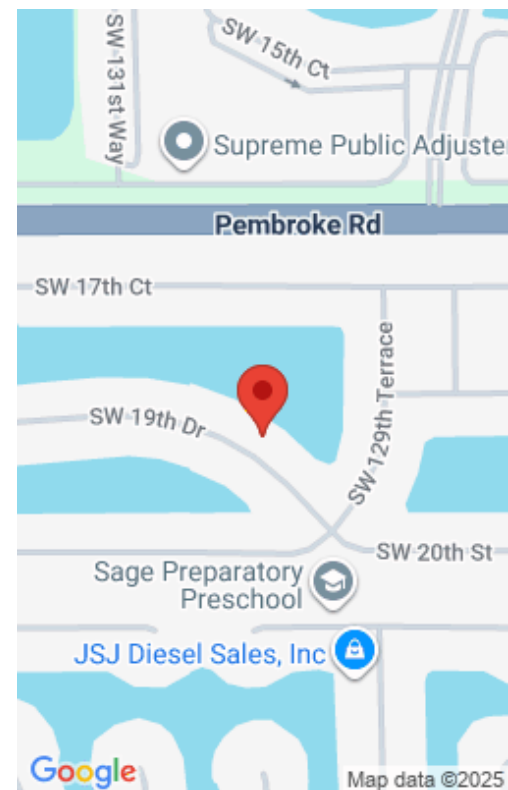 SW 15th Ct
SW 131st Way
Supreme Public Adjuste
Pembroke Rd
SW 17th Ct
SW 129th Terrace
SW 19th Dr
SW 20th St
Sage Preparatory
Preschool
JSJ Diesel Sales, Inc
Google
Map data ©2025